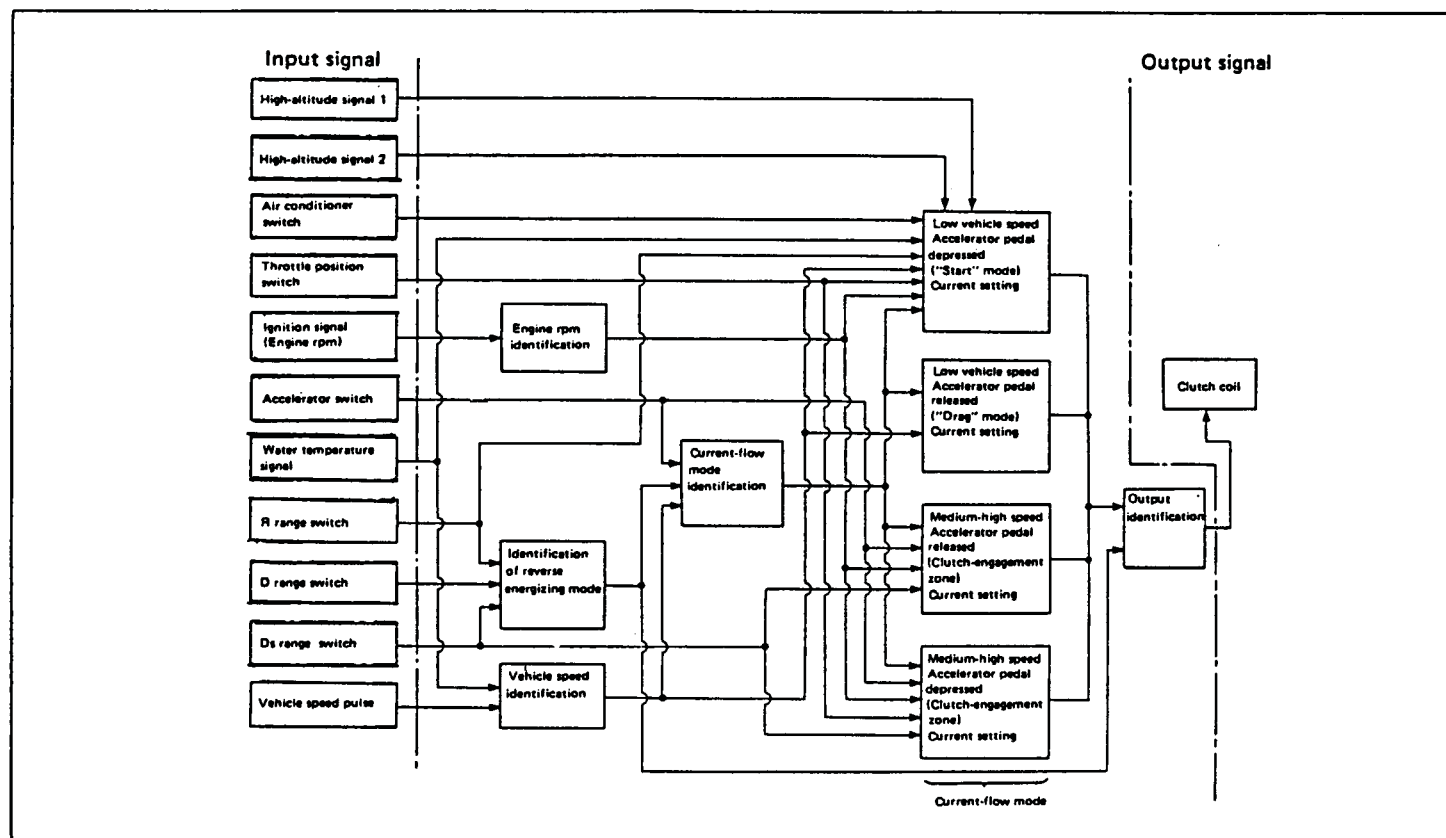 Input signal
Output signal
High-altitude signal 1
High-altitude signal 2
Air conditioner
switch
Throttle position
switch
Ignition signal
(Engine rpm)
Accelerator switch
Water temperature
signal
R range switch
D range switch
Ds range switch
Vehicle speed pulse
Engine rpm
identification
Current-flow
mode
identification
Identification
of reverse
energizing mode
Vehicle speed
identification
Low vehicle speed
Accelerator pedal
depressed
("Start" mode)
Current setting
Low vehicle speed
Accelerator pedal
released
("Drag" mode)
Current setting
Medium-high speed
Accelerator pedal
released
(Clutch-engagement
zone)
Current setting
Medium-high speed
Accelerator pedal
depressed
(Clutch-engagement
zone)
Current setting
Current-flow mode
Clutch coil
Output
identification